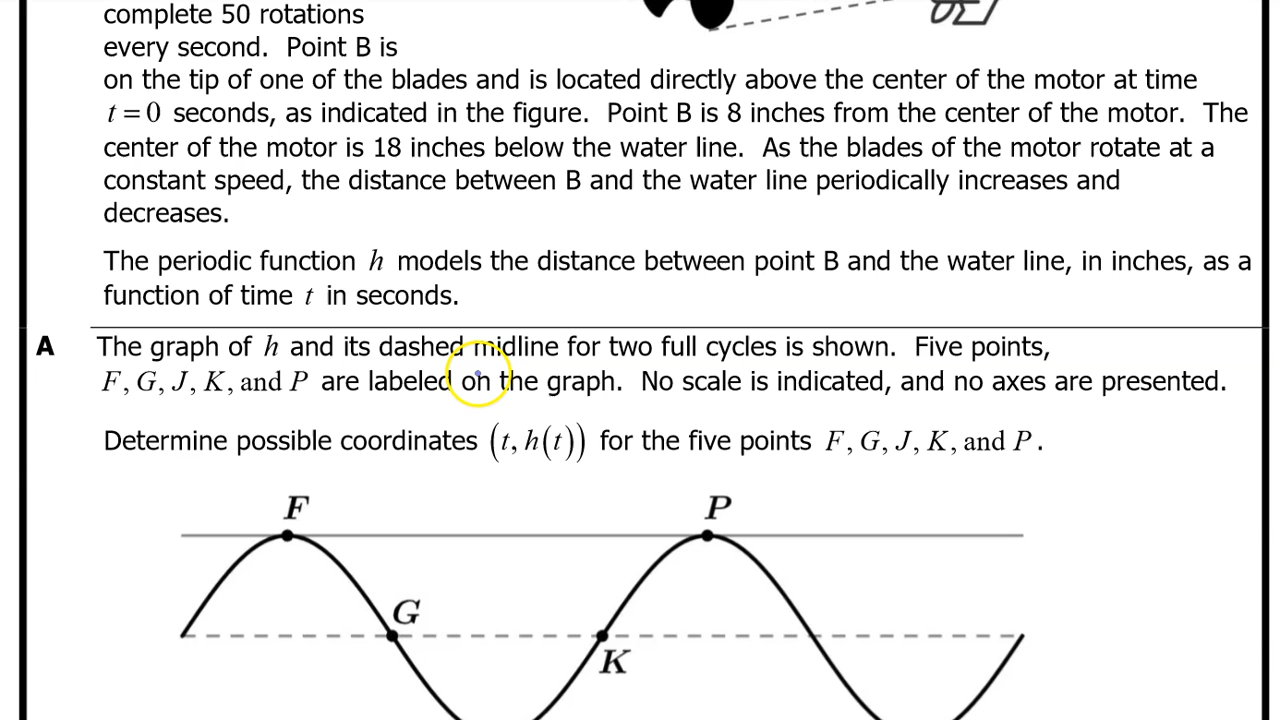 complete 50 rotations
every second. Point B is
on the tip of one of the blades and is located directly above the center of the motor at time
t = 0 seconds, as indicated in the figure. Point B is 8 inches from the center of the motor. The
center of the motor is 18 inches below the water line. As the blades of the motor rotate at a
constant speed, the distance between B and the water line periodically increases and
decreases.
The periodic function h models the distance between point B and the water line, in inches, as a
function of time t in seconds.
A The graph of h and its dashed midline for two full cycles is shown. Five points,
F, G, J, K, and P are labeled on the graph. No scale is indicated, and no axes are presented.
Determine possible coordinates (t, h(t)) for the five points F, G, J, K, and P.
F P
G
K